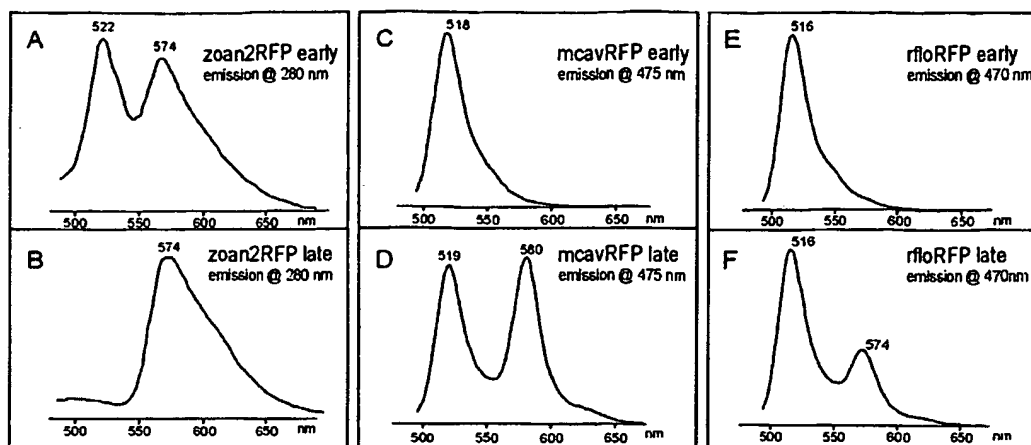 A
522
574
zoan2RFP early
emission @ 280 nm
500 550 600 650 nm
B
574
zoan2RFP late
emission @ 280 nm
500 550 600 650 nm
C
518
mcavRFP early
emission @ 475 nm
500 550 600 650 nm
D
519
580
mcavRFP late
emission @ 475 nm
500 550 600 650 nm
E
516
rfloRFP early
emission @ 470 nm
500 550 600 650 nm
F
516
574
rfloRFP late
emission @ 470nm
500 550 600 650 nm